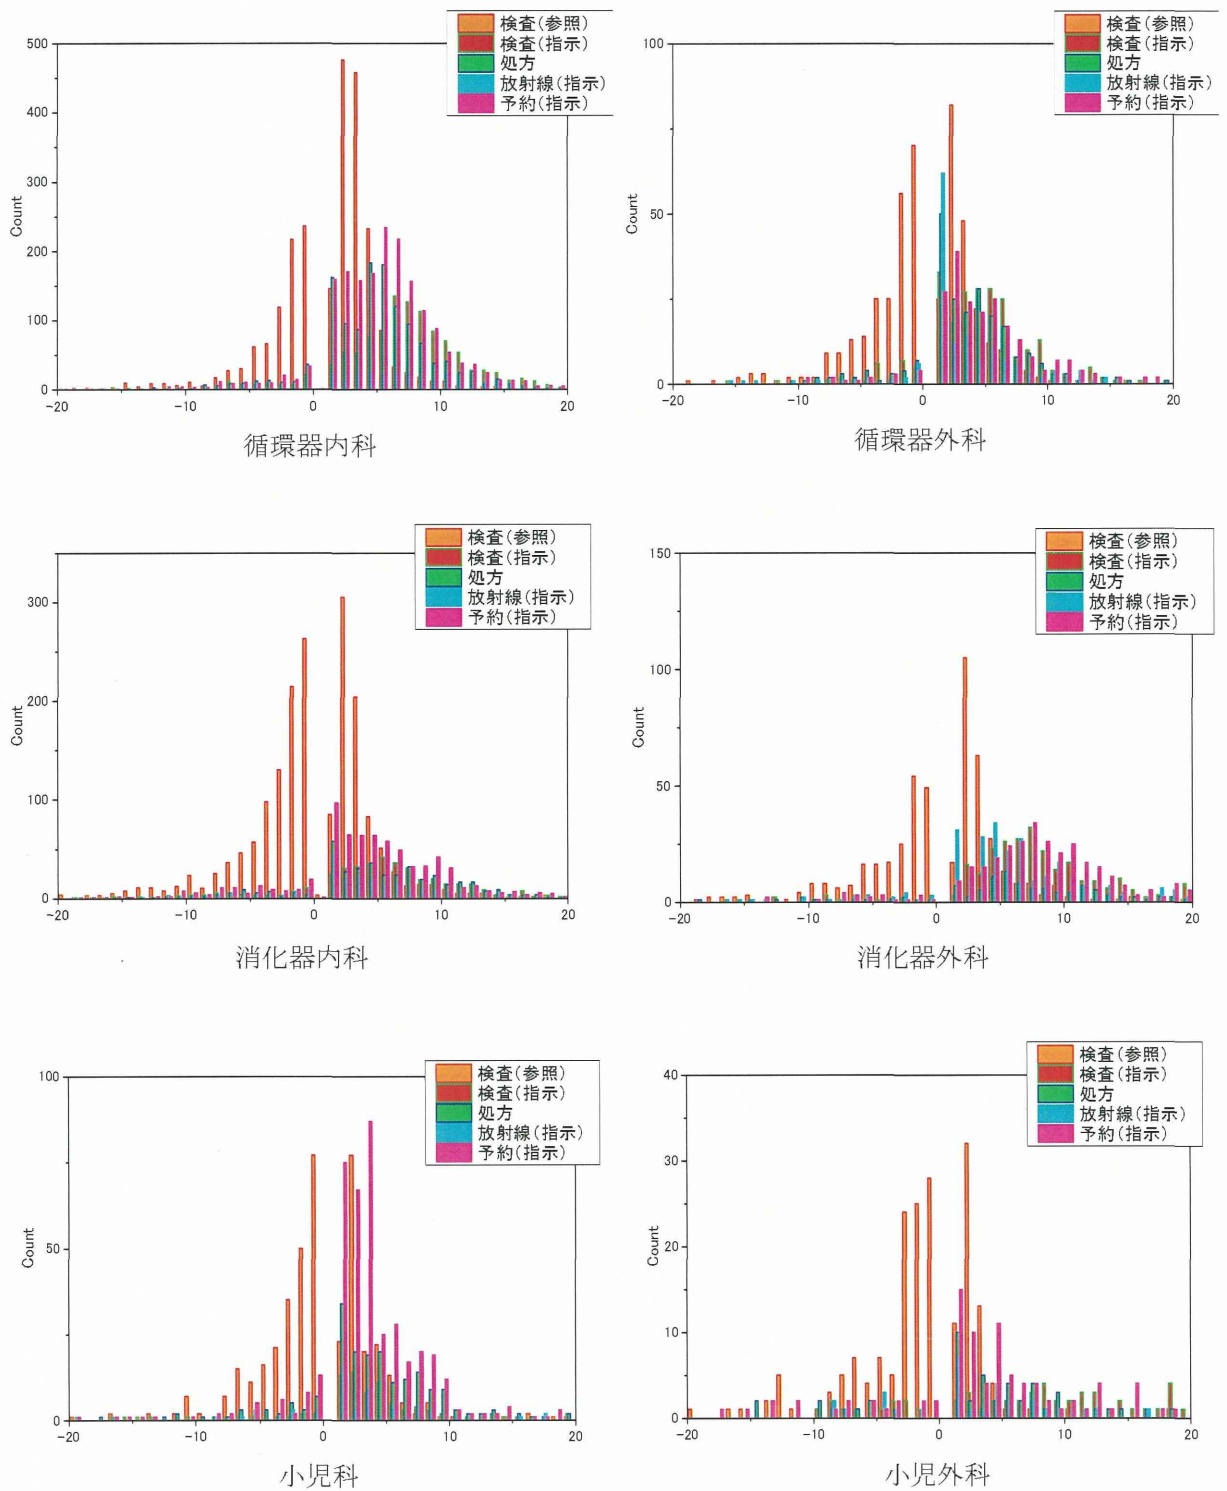 検査(参照)
検査(指示)
処方
放射線(指示)
予約(指示)
500
400
300
200
100
0
Count
-20
-10
0
10
20
循環器内科
検査(参照)
検査(指示)
処方
放射線(指示)
予約(指示)
100
50
0
Count
-20
-10
0
10
20
循環器外科
検査(参照)
検査(指示)
処方
放射線(指示)
予約(指示)
300
200
100
0
Count
-20
-10
0
10
20
消化器内科
検査(参照)
検査(指示)
処方
放射線(指示)
予約(指示)
150
100
50
0
Count
-20
-10
0
10
20
消化器外科
検査(参照)
検査(指示)
処方
放射線(指示)
予約(指示)
100
50
0
Count
-20
-10
0
10
20
小児科
検査(参照)
検査(指示)
処方
放射線(指示)
予約(指示)
40
30
20
10
0
Count
-20
-10
0
10
20
小児外科